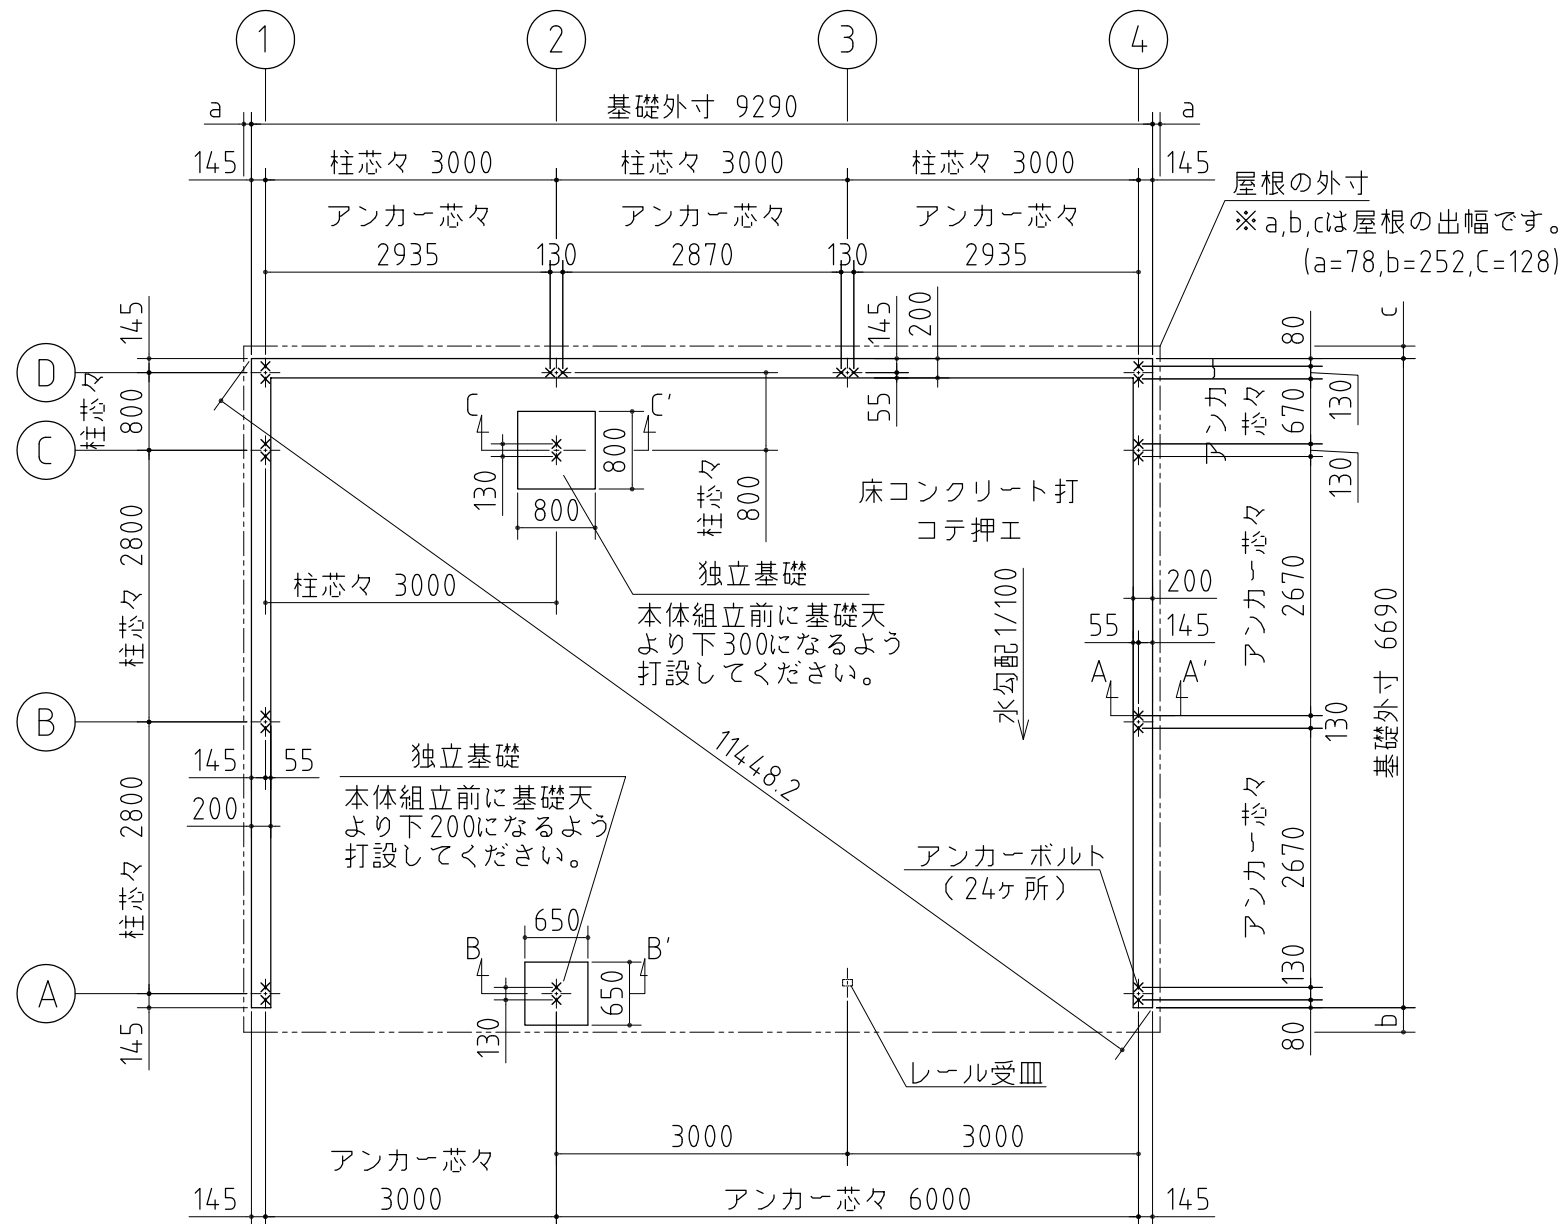 1
2
3
4
a
基礎外寸 9290
a
145
柱芯々 3000
柱芯々 3000
柱芯々 3000
145
屋根の外寸
※a,b,cは屋根の出幅です。
(a=78,b=252,C=128)
アンカー芯々
アンカー芯々
アンカー芯々
2935
130
2870
130
2935
145
145
200
80
c
D
柱芯々
800
55
アンカー
芯々
670
130
C
C
C'
800
130
800
柱芯々
800
130
床コンクリート打
コテ押エ
柱芯々 2800
柱芯々 3000
独立基礎
本体組立前に基礎天
より下300になるよう
打設してください。
水勾配1/100
200
55
145
アンカー芯々
2670
基礎外寸 6690
A
A'
B
130
145
55
200
独立基礎
本体組立前に基礎天
より下200になるよう
打設してください。
11448.2
柱芯々 2800
アンカーボルト
(24ヶ所)
アンカー芯々
2670
650
B
B'
650
130
A
145
130
80
b
レール受皿
3000
3000
アンカー芯々
145
3000
アンカー芯々 6000
145